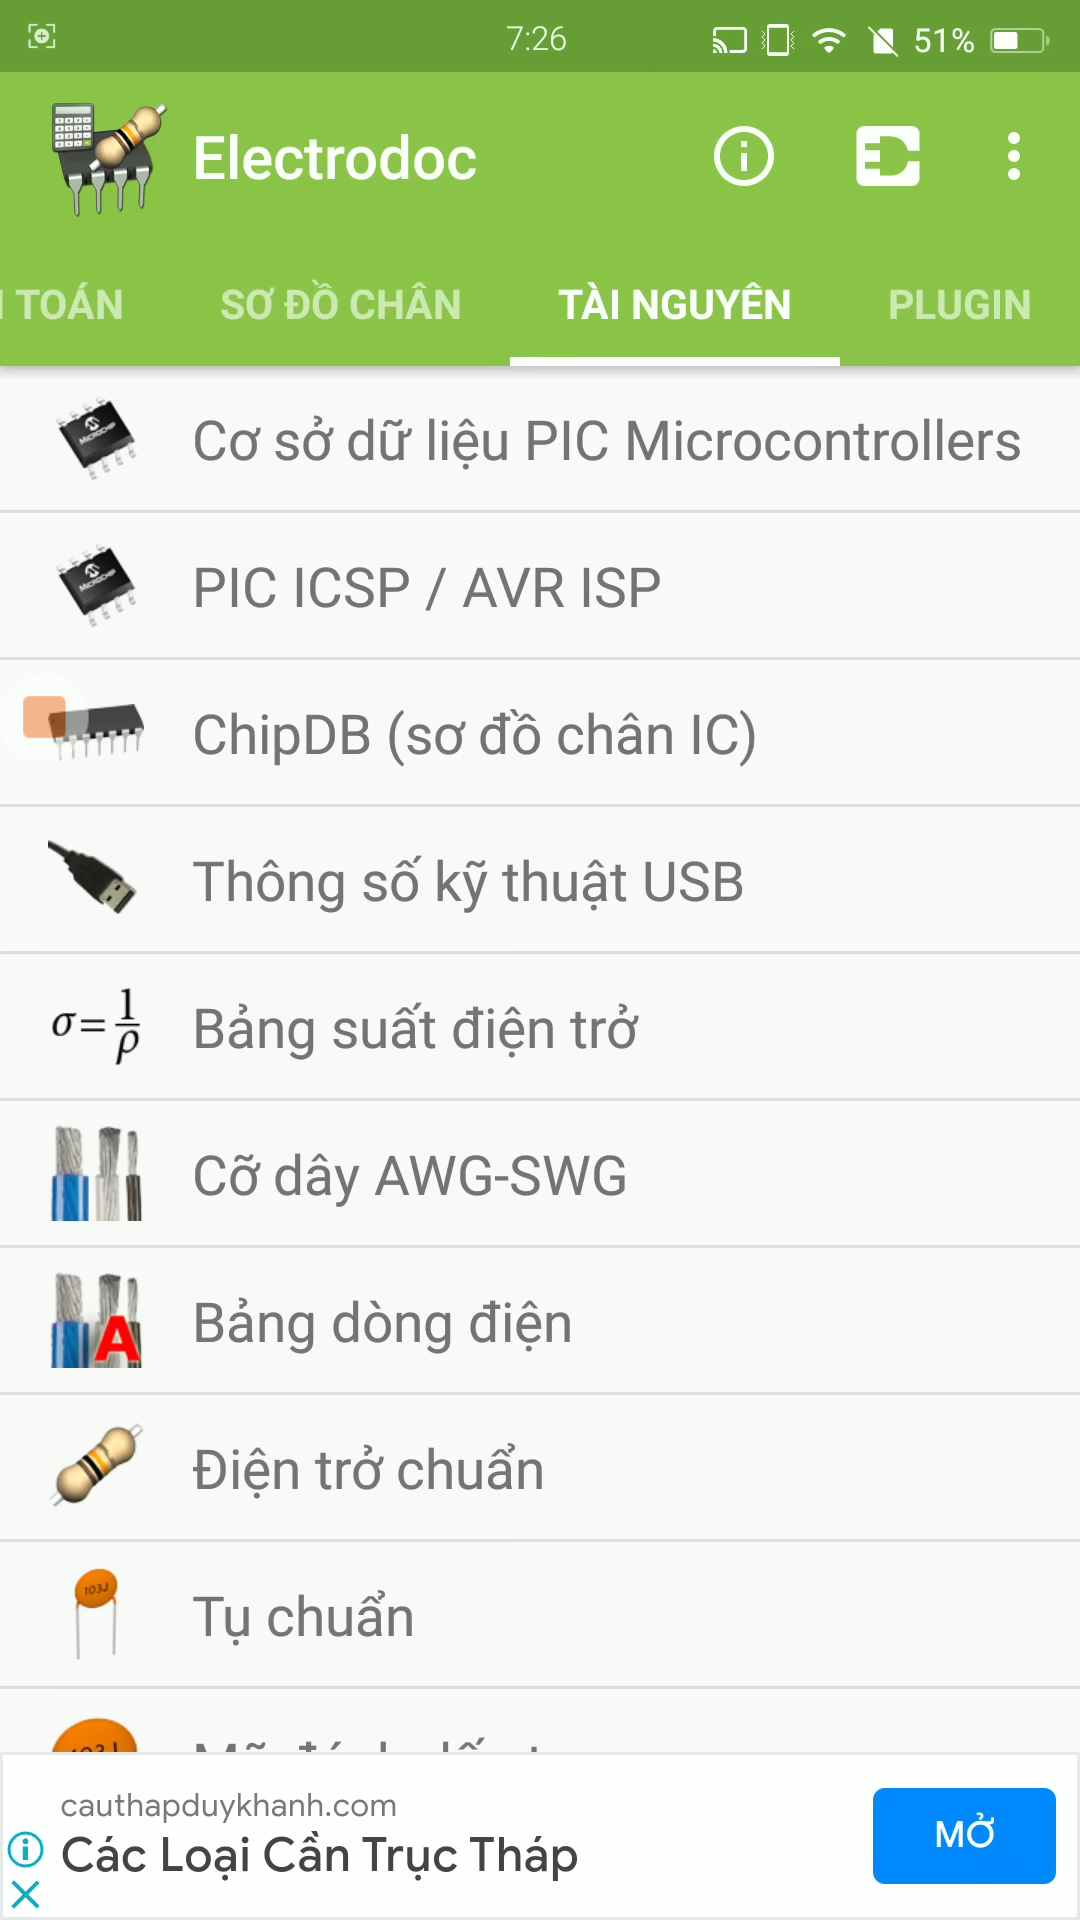 7:26
51%
Electrodoc
TOÁN
SƠ ĐỒ CHÂN
TÀI NGUYÊN
PLUGIN
Cơ sở dữ liệu PIC Microcontrollers
PIC ICSP / AVR ISP
ChipDB (sơ đồ chân IC)
Thông số kỹ thuật USB
σ=1/ρ
Bảng suất điện trở
Cỡ dây AWG-SWG
A
Bảng dòng điện
Điện trở chuẩn
103J
Tụ chuẩn
cauthapduykhanh.com
Các Loại Cần Trục Tháp
MỞ